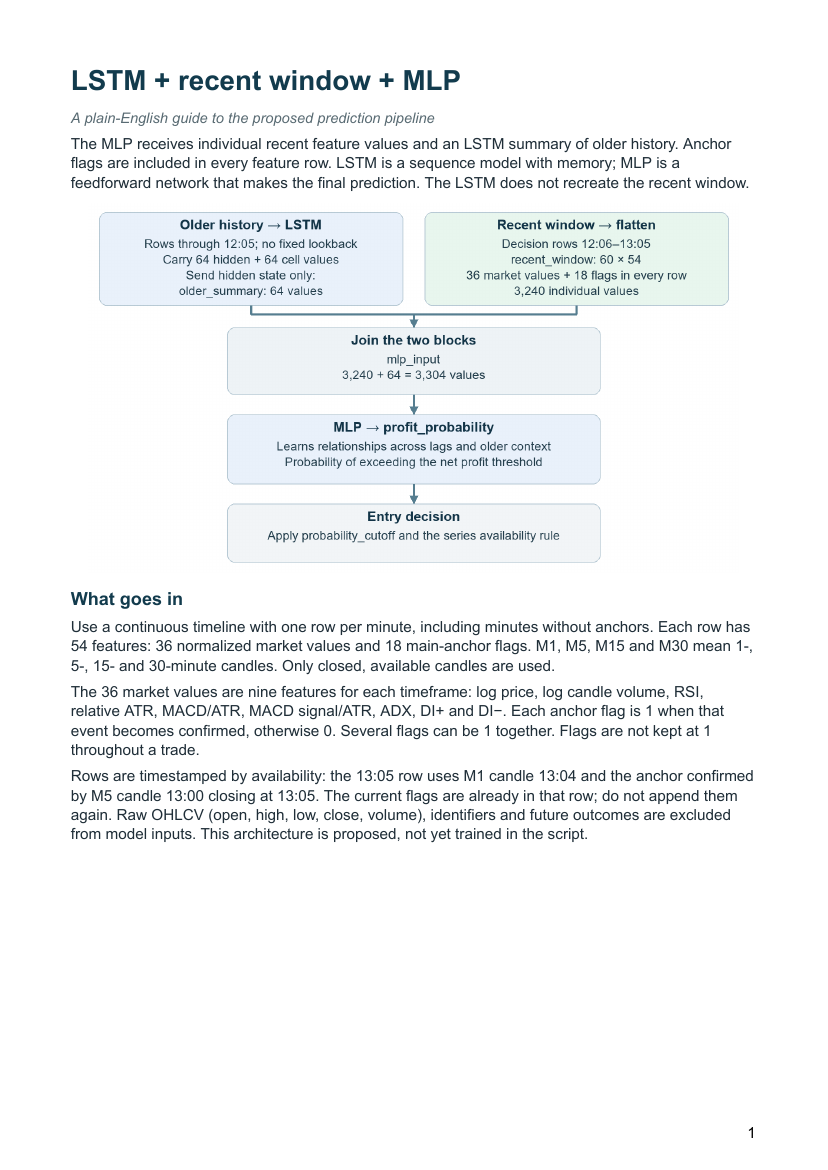 LSTM + recent window + MLP
A plain-English guide to the proposed prediction pipeline
The MLP receives individual recent feature values and an LSTM summary of older history. Anchor
flags are included in every feature row. LSTM is a sequence model with memory; MLP is a
feedforward network that makes the final prediction. The LSTM does not recreate the recent window.
Older history → LSTM
Rows through 12:05; no fixed lookback
Carry 64 hidden + 64 cell values
Send hidden state only:
older_summary: 64 values
Recent window → flatten
Decision rows 12:06–13:05
recent_window: 60 × 54
36 market values + 18 flags in every row
3,240 individual values
Join the two blocks
mlp_input
3,240 + 64 = 3,304 values
MLP → profit_probability
Learns relationships across lags and older context
Probability of exceeding the net profit threshold
Entry decision
Apply probability_cutoff and the series availability rule
What goes in
Use a continuous timeline with one row per minute, including minutes without anchors. Each row has
54 features: 36 normalized market values and 18 main-anchor flags. M1, M5, M15 and M30 mean 1-,
5-, 15- and 30-minute candles. Only closed, available candles are used.
The 36 market values are nine features for each timeframe: log price, log candle volume, RSI,
relative ATR, MACD/ATR, MACD signal/ATR, ADX, DI+ and DI−. Each anchor flag is 1 when that
event becomes confirmed, otherwise 0. Several flags can be 1 together. Flags are not kept at 1
throughout a trade.
Rows are timestamped by availability: the 13:05 row uses M1 candle 13:04 and the anchor confirmed
by M5 candle 13:00 closing at 13:05. The current flags are already in that row; do not append them
again. Raw OHLCV (open, high, low, close, volume), identifiers and future outcomes are excluded
from model inputs. This architecture is proposed, not yet trained in the script.
1